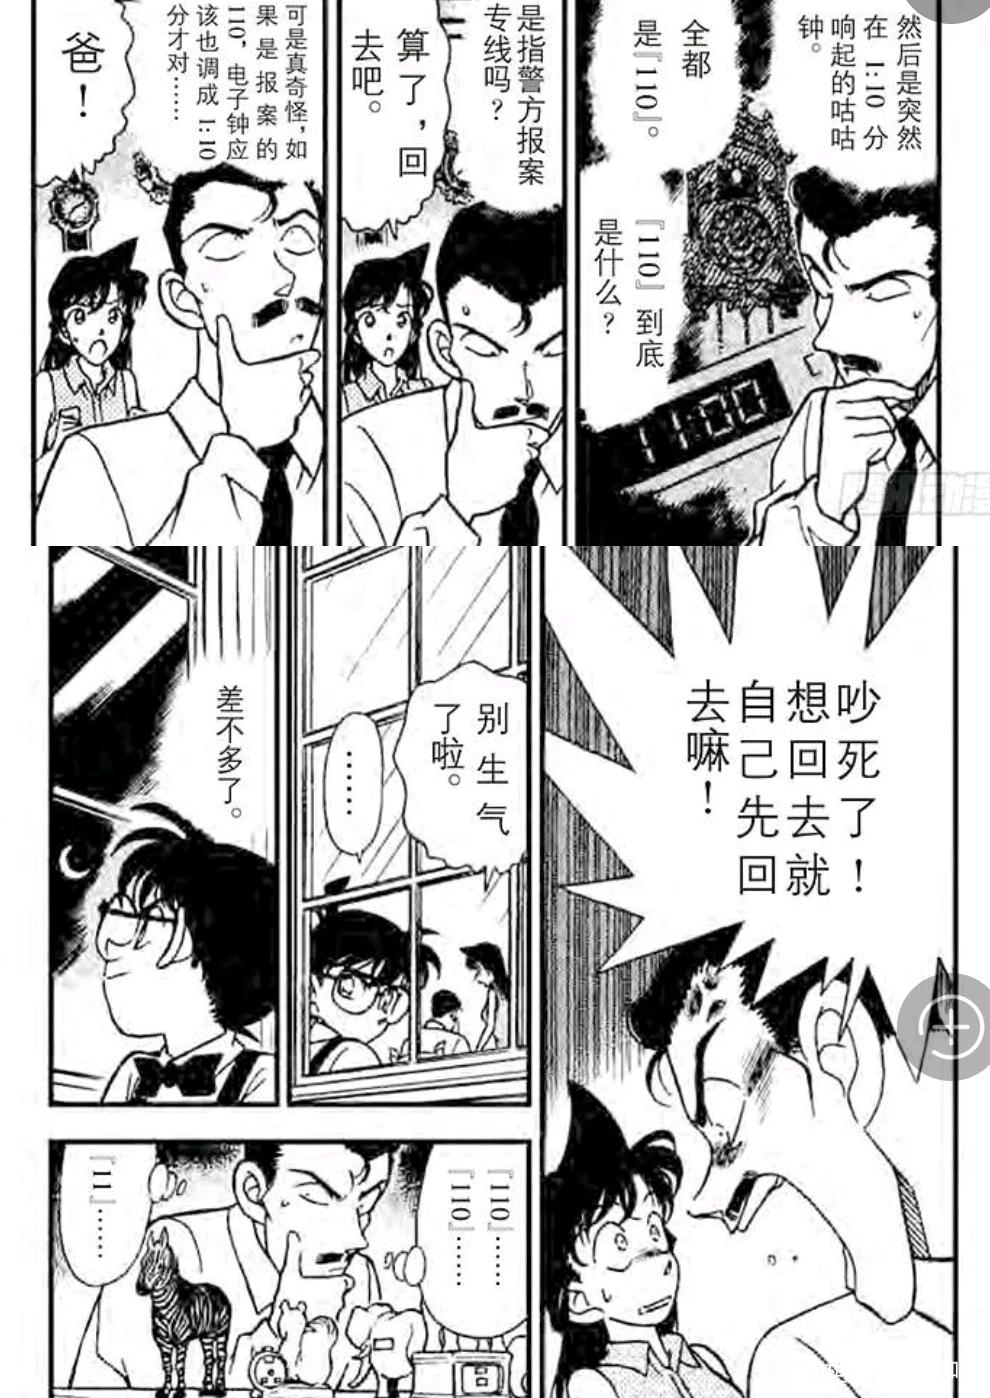 然后是突然
在 1:10 分
响起的咕咕
钟。
全都
是『110』。
『110』到底
是什么？
11:00
是指警方报案
专线吗？
算了，回
去吧。
可是真奇怪，如
果是报案的
110，电子钟应
该也调成 1:10
分才对……
爸！
吵死了！
想回去就
自己先回
去嘛！
别生气
了啦。
……
差不多了。
『110』……
『110』……
『11』……